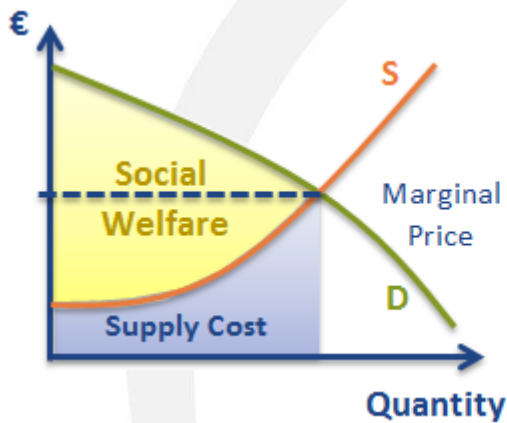 €
S
Social
Welfare
Marginal
Price
D
Supply Cost
Quantity